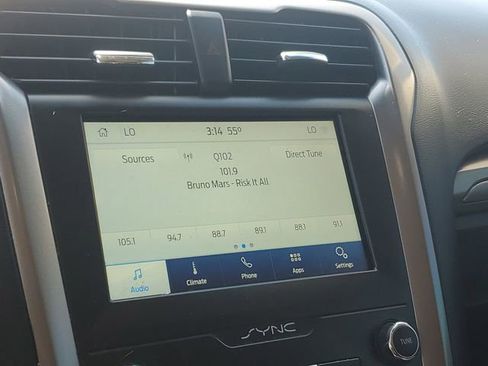 LO 3:14 55° LO
Sources Q102 Direct Tune
101.9
Bruno Mars - Risk It All
105.1 94.7 88.7 89.1 88.1 91.1
Audio Climate Phone Apps Settings
SYNC
TUNE